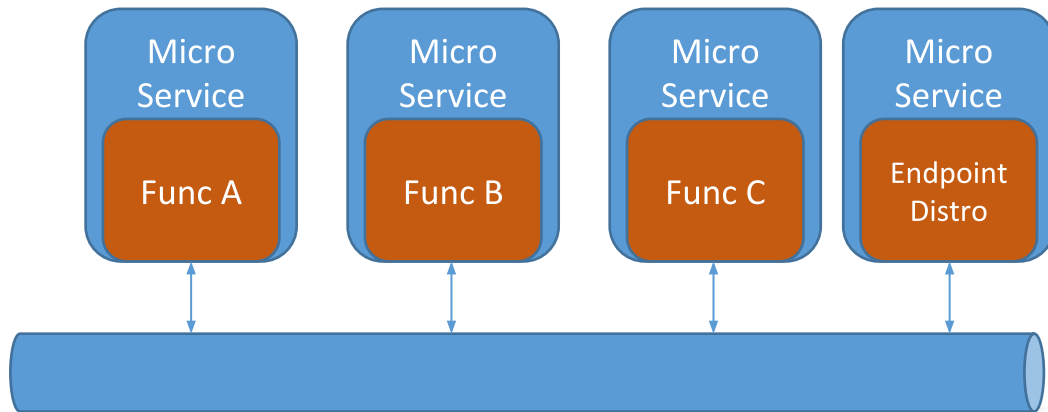 Micro
Service
Func A
Micro
Service
Func B
Micro
Service
Func C
Micro
Service
Endpoint
Distro